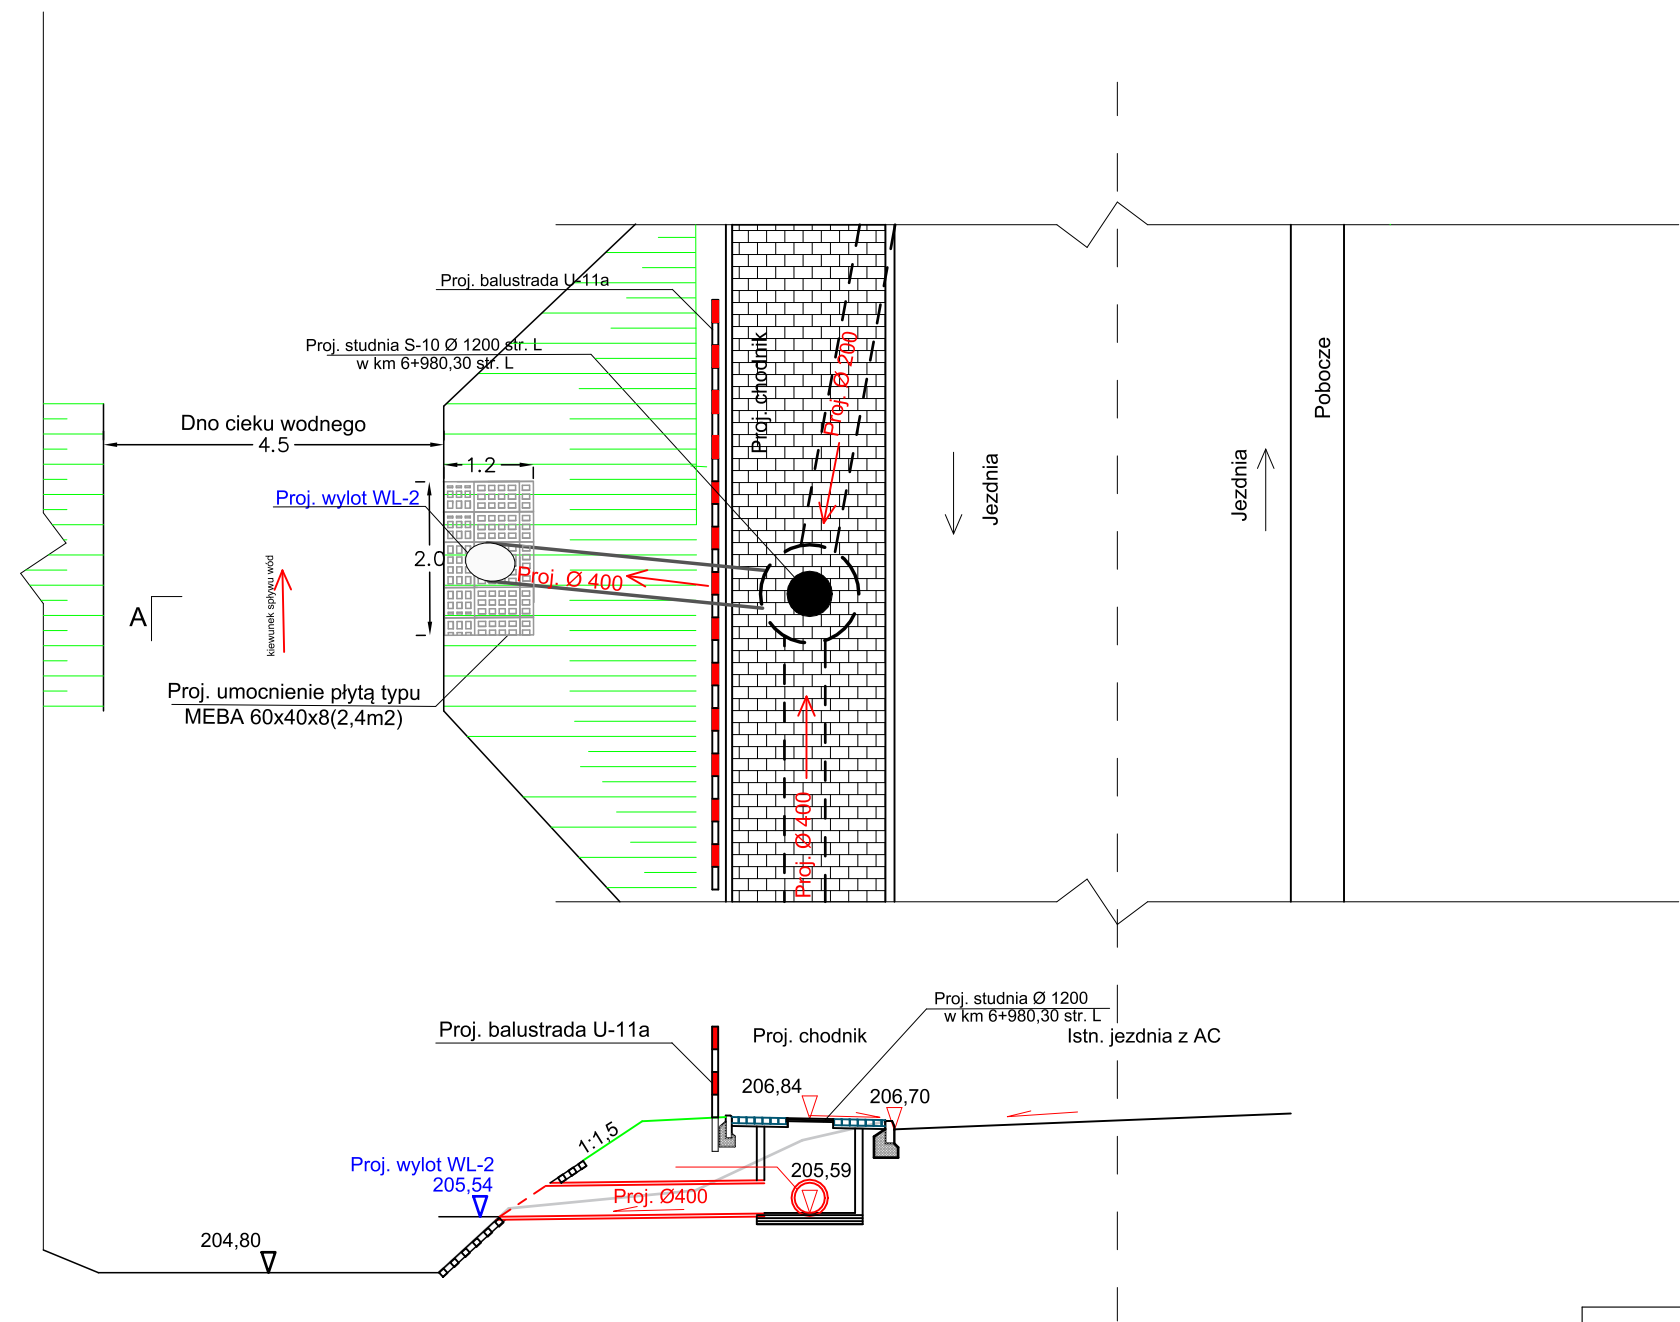 Proj. balustrada U-11a
Proj. studnia S-10 Ø 1200 str. L
w km 6+980,30 str. L
Proj. chodnik
Proj. Ø 200
Pobocze
Dno cieku wodnego
4.5
1.2
Proj. wylot WL-2
Jezdnia
Jezdnia
2.0
Proj. Ø 400
A
kiewunek spływu wód
Proj. umocnienie płytą typu
MEBA 60x40x8(2,4m2)
Proj. Ø 400
Proj. studnia Ø 1200
w km 6+980,30 str. L
Proj. balustrada U-11a
Proj. chodnik
Istn. jezdnia z AC
206,84
206,70
1:1,5
Proj. wylot WL-2
205,54
205,59
Proj. Ø400
204,80